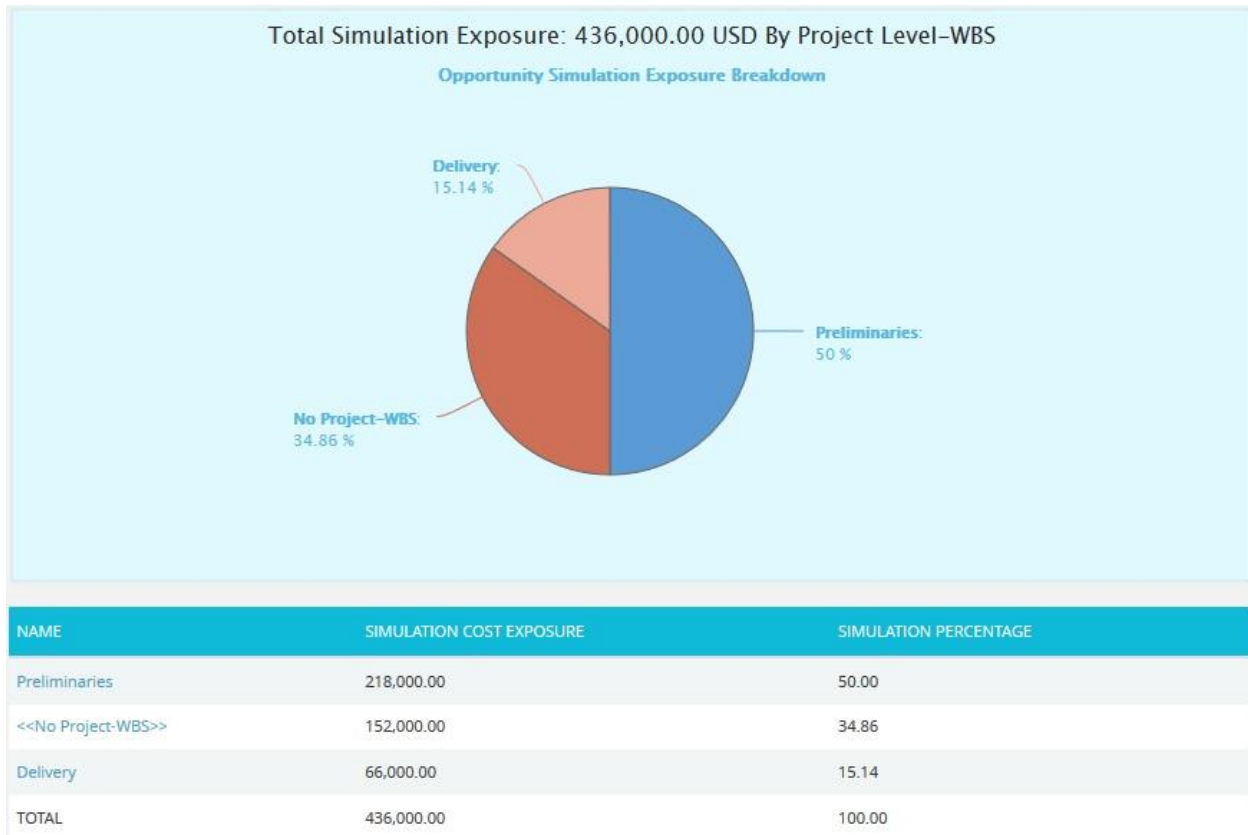 Total Simulation Exposure: 436,000.00 USD By Project Level-WBS
Opportunity Simulation Exposure Breakdown
Delivery:
15.14 %
Preliminaries:
50 %
No Project-WBS:
34.86 %
NAME SIMULATION COST EXPOSURE SIMULATION PERCENTAGE
Preliminaries 218,000.00 50.00
<<No Project-WBS>> 152,000.00 34.86
Delivery 66,000.00 15.14
TOTAL 436,000.00 100.00